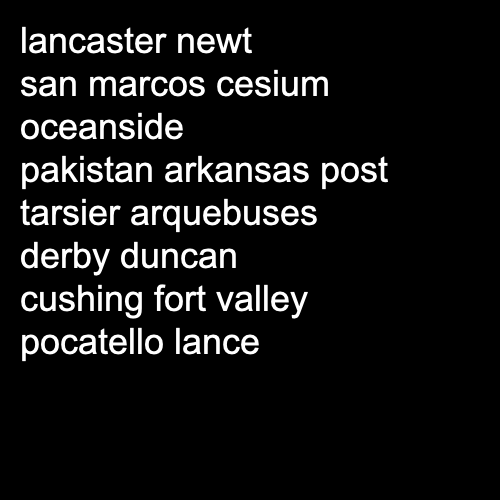 lancaster newt
san marcos cesium
oceanside
pakistan arkansas post
tarsier arquebuses
derby duncan
cushing fort valley
pocatello lance